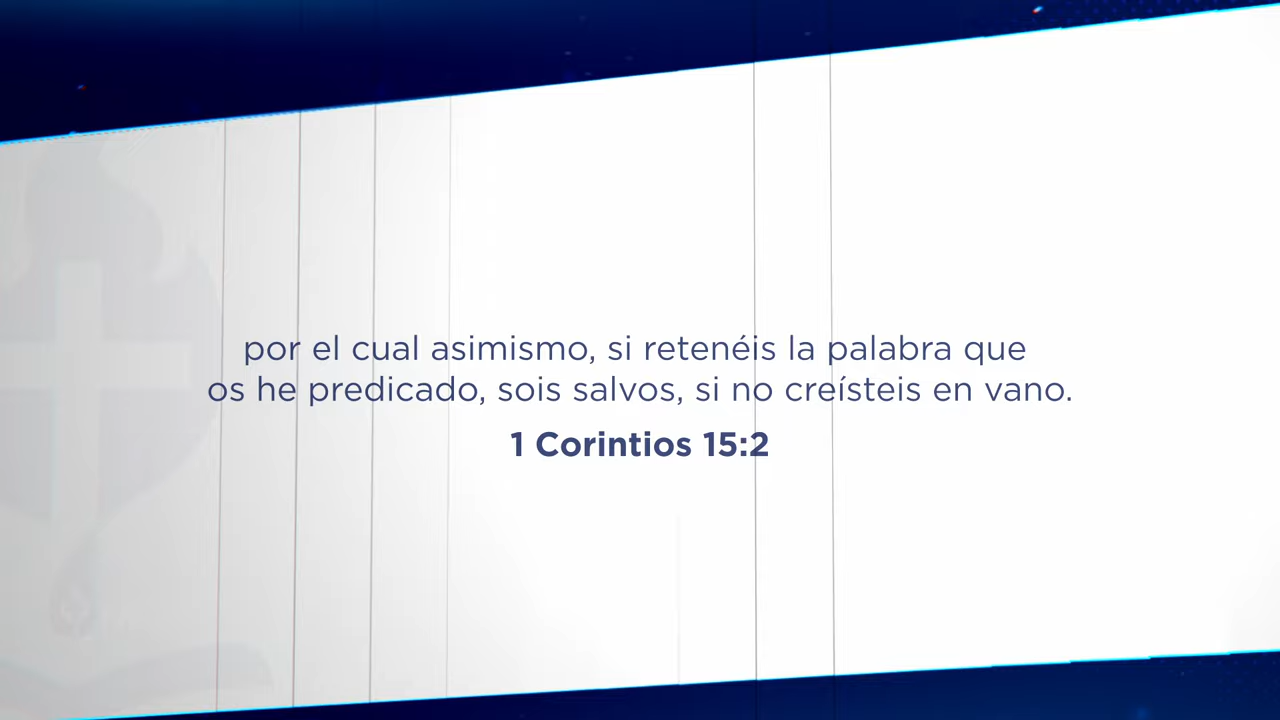 por el cual asimismo, si retenéis la palabra que
os he predicado, sois salvos, si no creísteis en vano.
1 Corintios 15:2